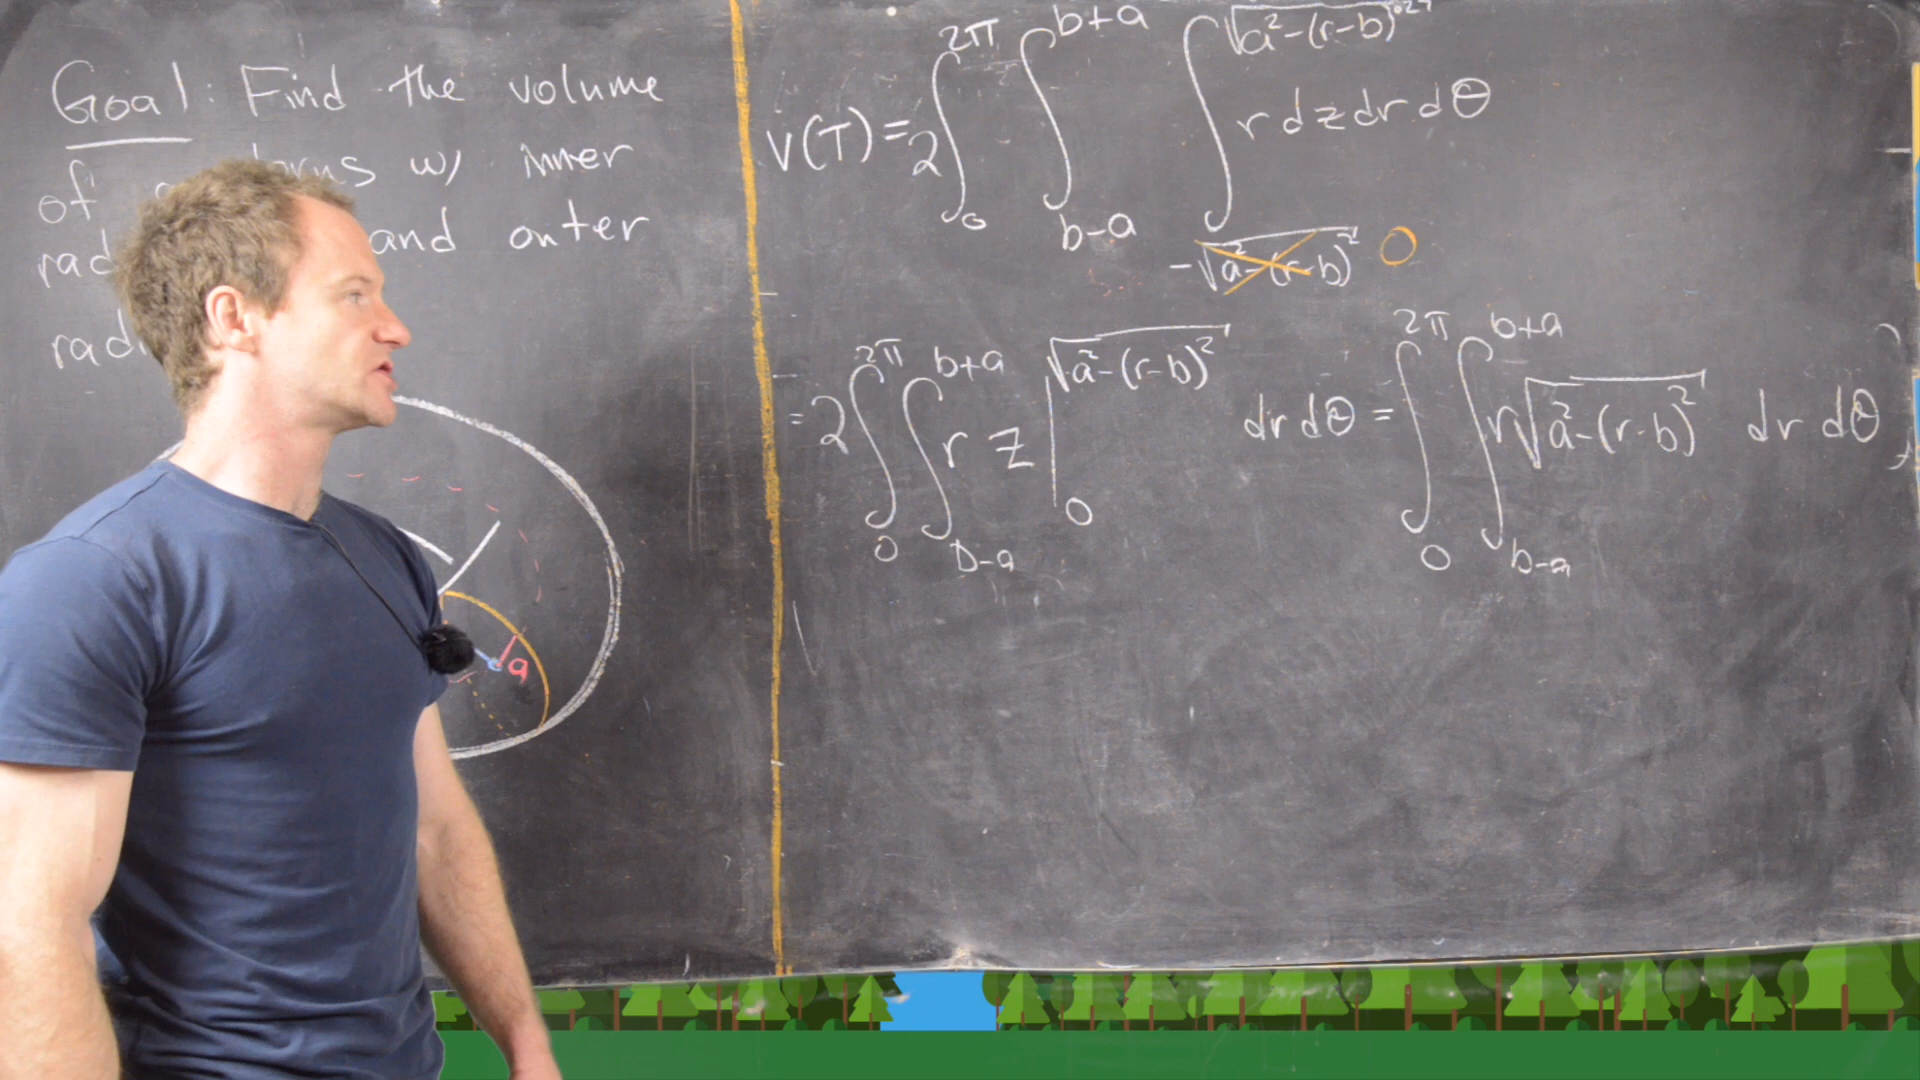 Goal: Find the volume
of a torus w/ inner
and outer
V(T) = 2 ∫₀^{2π} ∫_{b-a}^{b+a} ∫_{-√(a²-(r-b)²) 0}^{√(a²-(r-b)²)} r dz dr dθ
= 2 ∫₀^{2π} ∫_{b-a}^{b+a} r z |₀^{√(a²-(r-b)²)} dr dθ = ∫₀^{2π} ∫_{b-a}^{b+a} r√(a²-(r-b)²) dr dθ
a